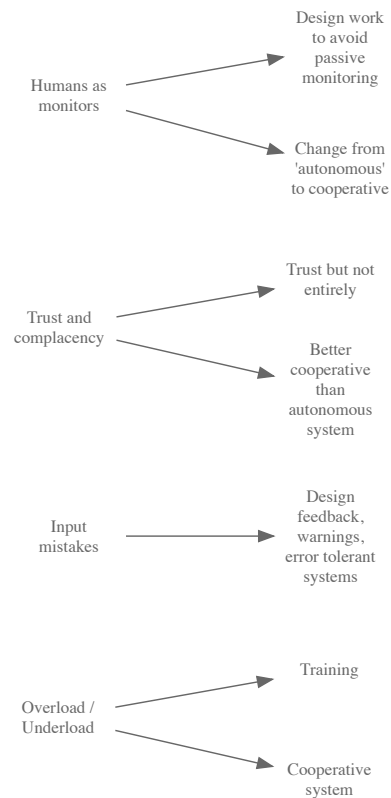 Humans as
monitors
Design work
to avoid
passive
monitoring
Change from
'autonomous'
to cooperative
Trust and
complacency
Trust but not
entirely
Better
cooperative
than
autonomous
system
Input
mistakes
Design
feedback,
warnings,
error tolerant
systems
Overload /
Underload
Training
Cooperative
system